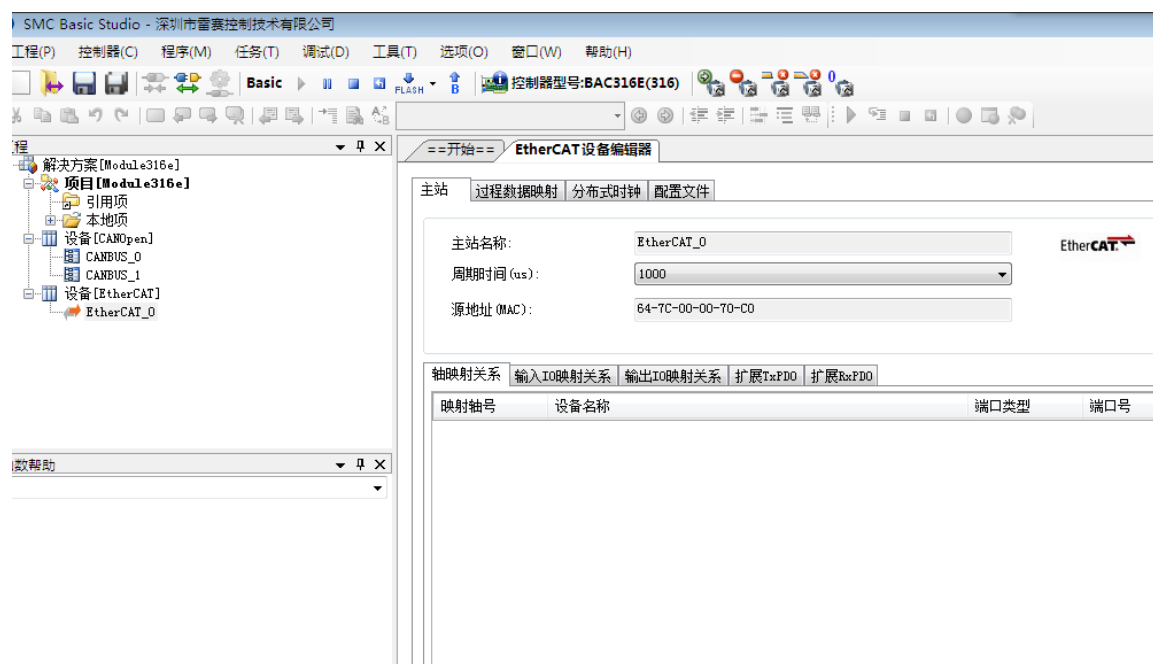 SMC Basic Studio - 深圳市雷赛控制技术有限公司
工程(P) 控制器(C) 程序(M) 任务(T) 调试(D) 工具(T) 选项(O) 窗口(W) 帮助(H)
Basic FLASH B 控制器型号:BAC316E(316) 0
程
==开始== EtherCAT设备编辑器
解决方案[Module316e]
项目[Module316e]
引用项
本地项
设备[CANOpen]
CANBUS_0
CANBUS_1
设备[EtherCAT]
EtherCAT_0
数帮助
主站 过程数据映射 分布式时钟 配置文件
主站名称: EtherCAT_0 EtherCAT.
周期时间(us): 1000
源地址(MAC): 64-7C-00-00-70-C0
轴映射关系 输入IO映射关系 输出IO映射关系 扩展TxPDO 扩展RxPDO
映射轴号 设备名称 端口类型 端口号